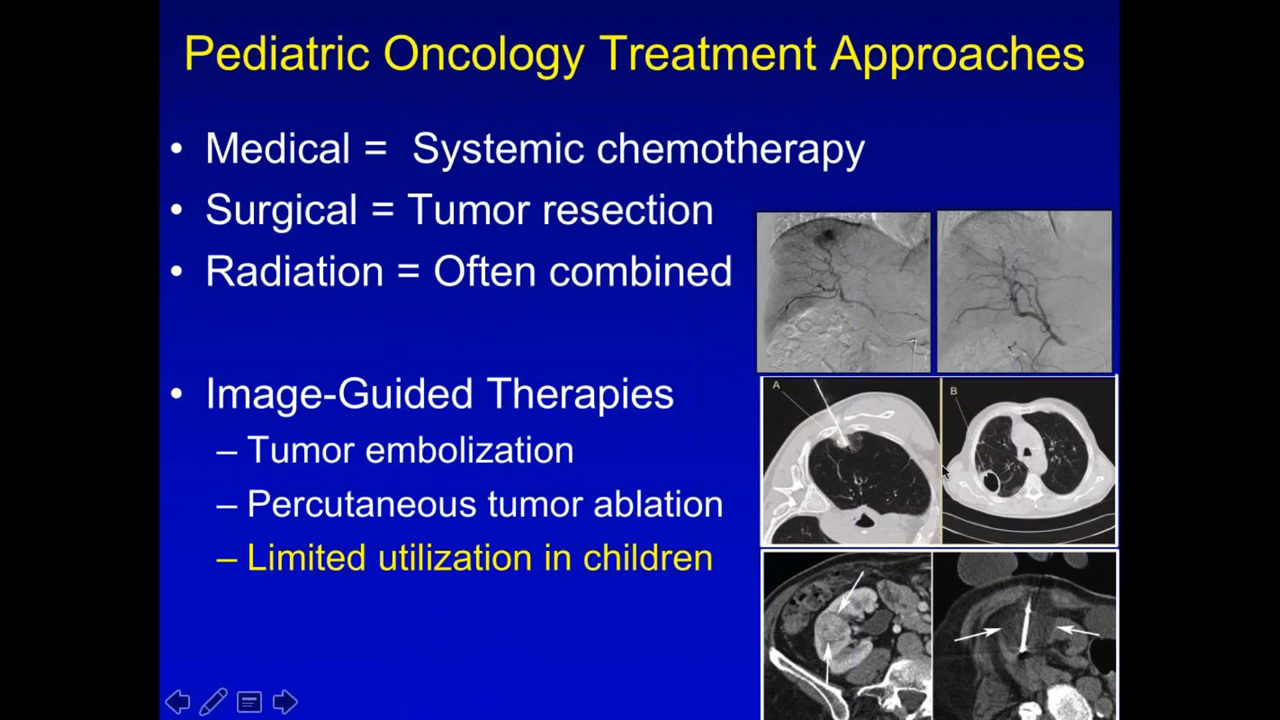 Pediatric Oncology Treatment Approaches
• Medical = Systemic chemotherapy
• Surgical = Tumor resection
• Radiation = Often combined
• Image-Guided Therapies
– Tumor embolization
– Percutaneous tumor ablation
– Limited utilization in children
A
B